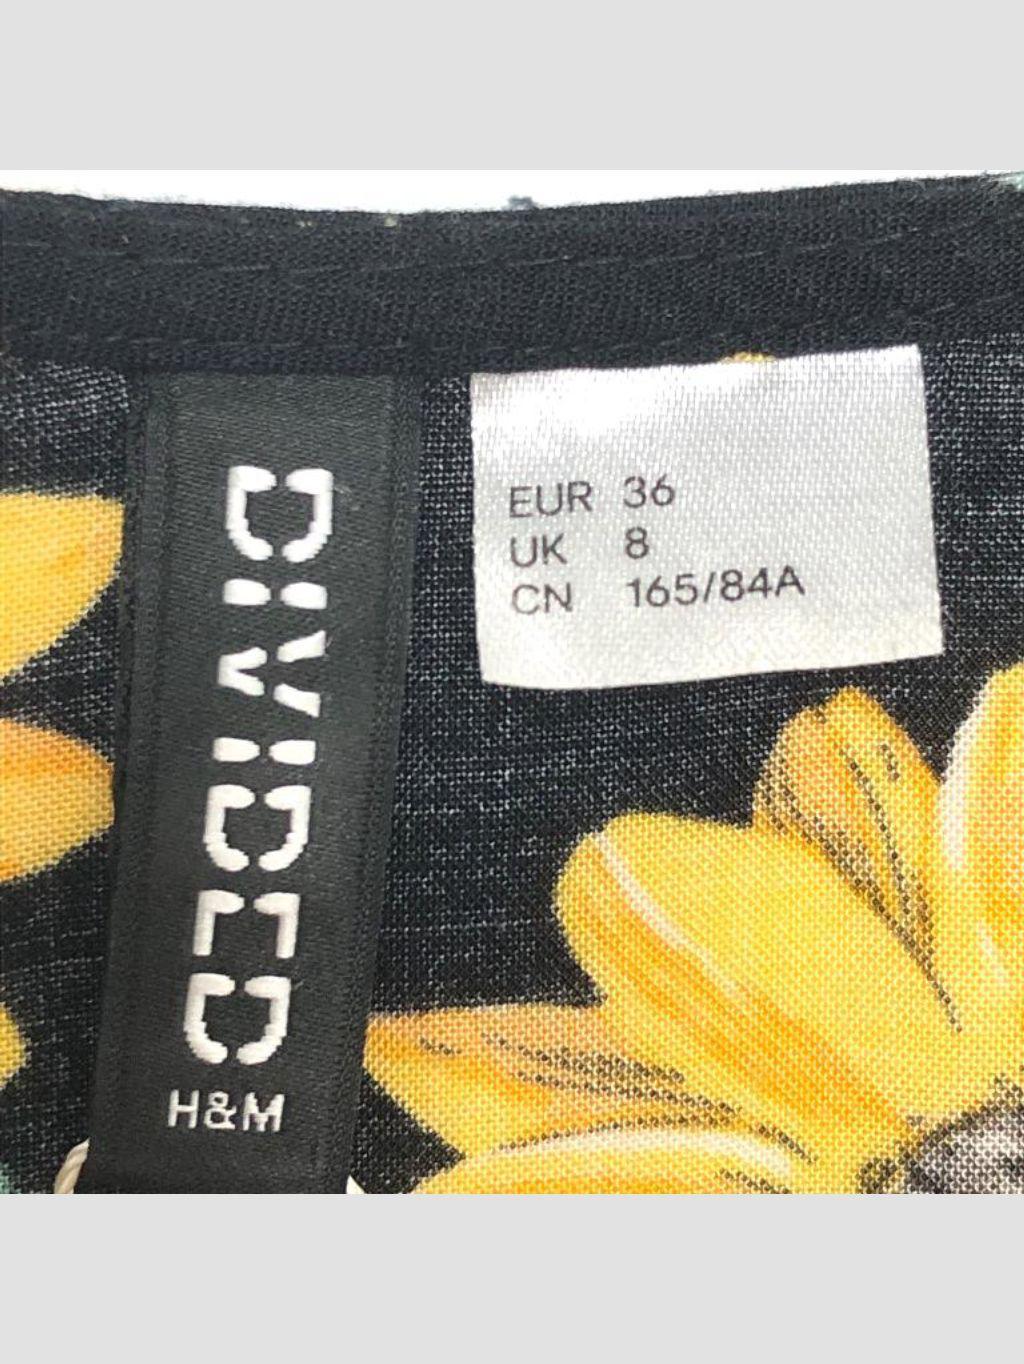 DIVIDED
H&M
EUR 36
UK 8
CN 165/84A